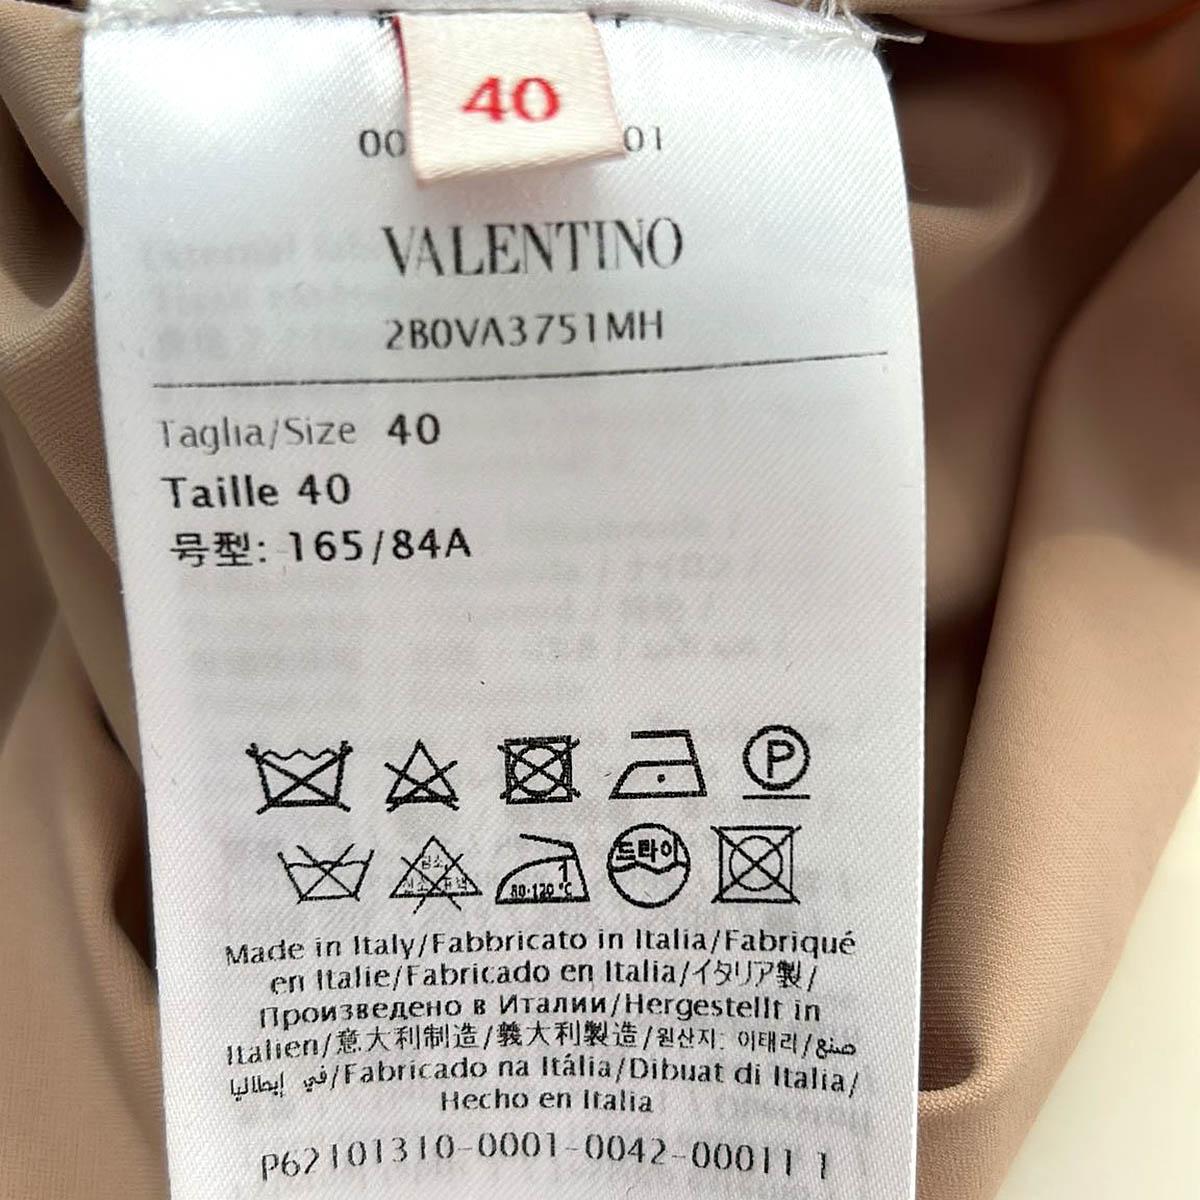 40
00 01
VALENTINO
2B0VA3751MH
Taglia/Size 40
Taille 40
号型: 165/84A
P
드라이
80-120°C
Made in Italy/Fabbricato in Italia/Fabriqué
en Italie/Fabricado en Italia/イタリア製/
Произведено в Италии/Hergestellt in
Italien/意大利制造/義大利製造/원산지: 이태리/صنع
في إيطاليا/Fabricado na Itália/Dibuat di Italia/
Hecho en Italia
P62101310-0001-0042-00011 1